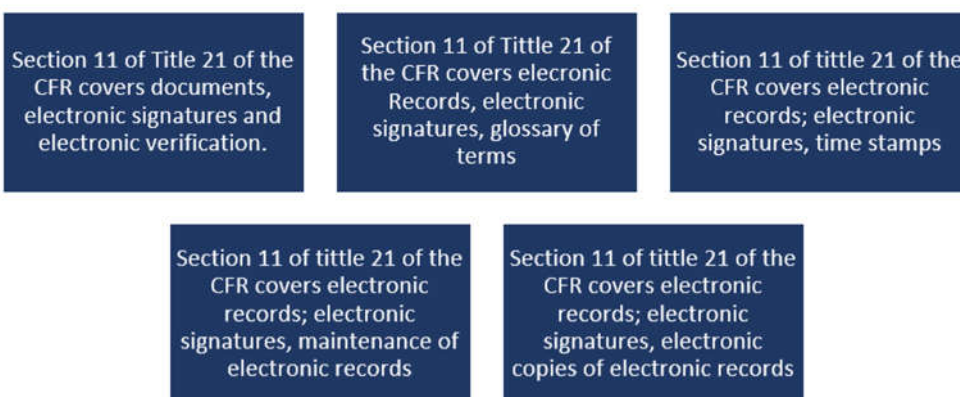 Section 11 of Title 21 of the
CFR covers documents,
electronic signatures and
electronic verification.
Section 11 of Tittle 21 of
the CFR covers elecronic
Records, electronic
signatures, glossary of
terms
Section 11 of tittle 21 of the
CFR covers electronic
records; electronic
signatures, time stamps
Section 11 of tittle 21 of the
CFR covers electronic
records; electronic
signatures, maintenance of
electronic records
Section 11 of tittle 21 of the
CFR covers electronic
records; electronic
signatures, electronic
copies of electronic records